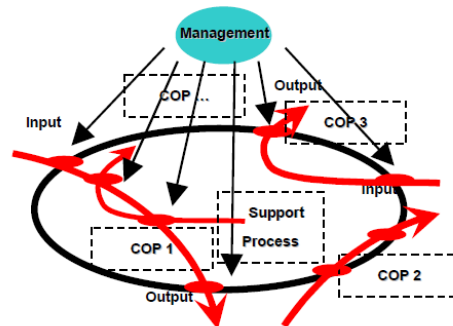 Management
Output
COP ...
Input
COP 3
Input
Support
Process
COP 1
COP 2
Output